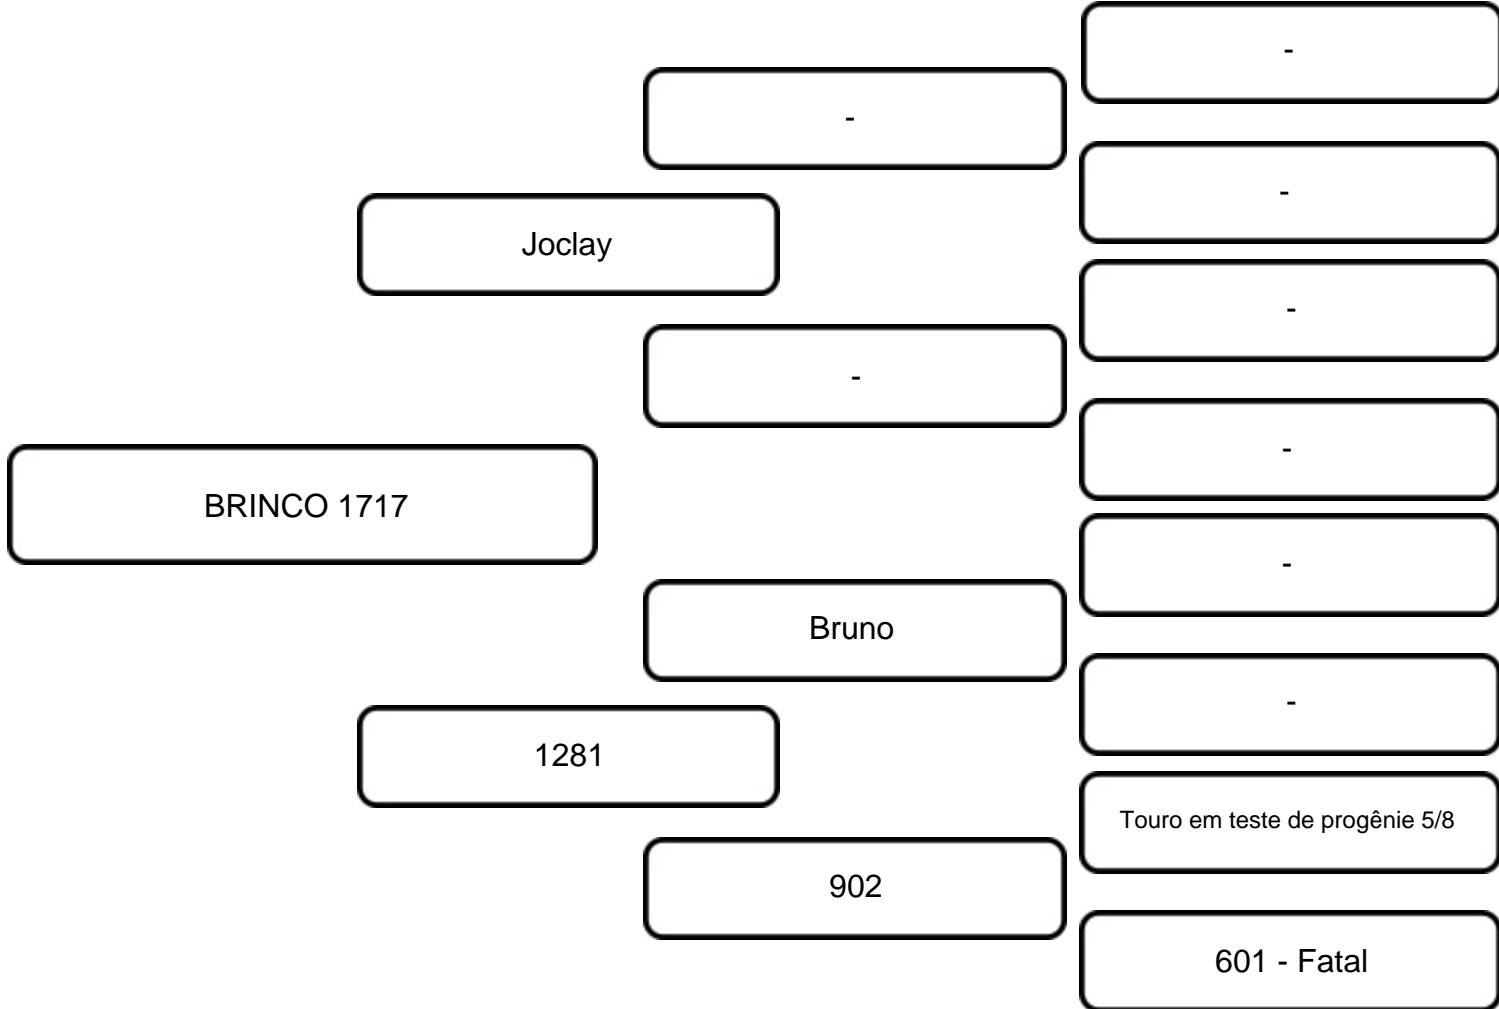 -
-
-
Joclay
-
-
-
BRINCO 1717
-
Bruno
-
1281
Touro em teste de progênie 5/8
902
601 - Fatal